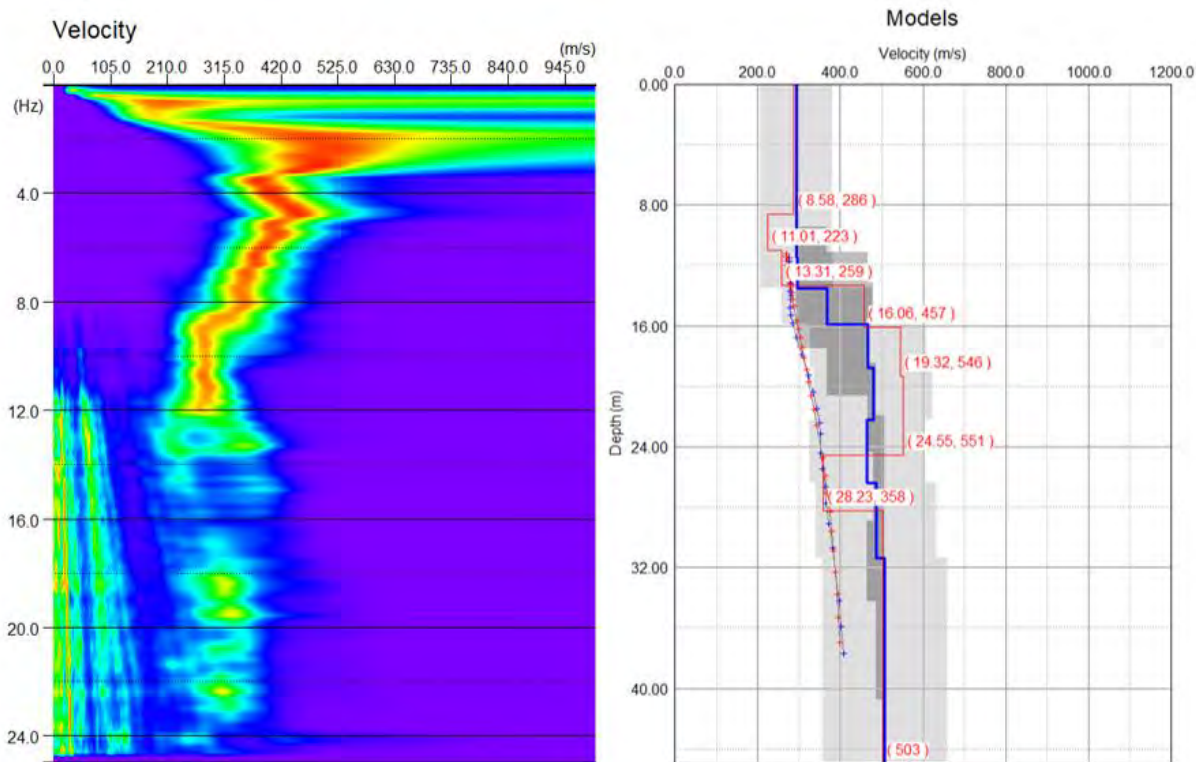 Velocity
(m/s)
0.0 105.0 210.0 315.0 420.0 525.0 630.0 735.0 840.0 945.0
(Hz)
4.0
8.0
12.0
16.0
20.0
24.0
Models
Velocity (m/s)
0.0 200.0 400.0 600.0 800.0 1000.0 1200.0
0.00
8.00
16.00
24.00
32.00
40.00
Depth (m)
( 8.58, 286 )
( 11.01, 223 )
( 13.31, 259 )
( 16.06, 457 )
( 19.32, 546 )
( 24.55, 551 )
( 28.23, 358 )
( 503 )